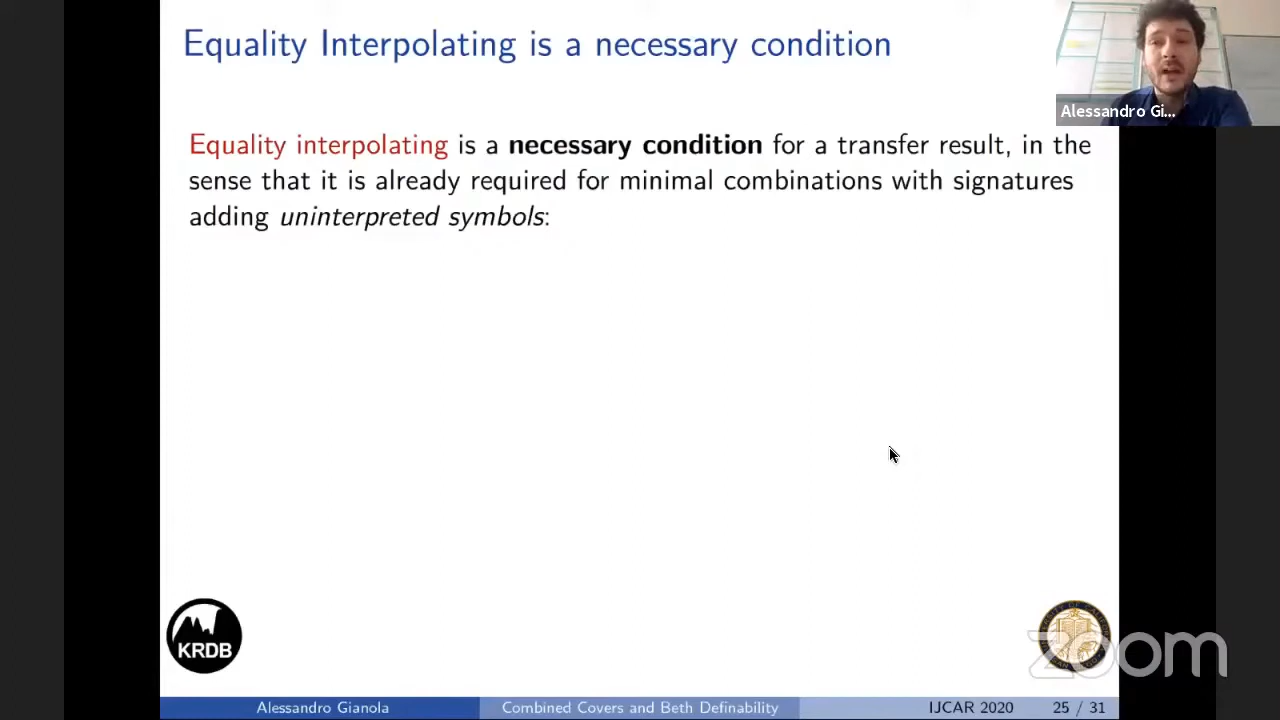 Equality Interpolating is a necessary condition
Alessandro Gi...
Equality interpolating is a necessary condition for a transfer result, in the
sense that it is already required for minimal combinations with signatures
adding uninterpreted symbols:
KRDB
zoom
Alessandro Gianola
Combined Covers and Beth Definability
IJCAR 2020
25 / 31